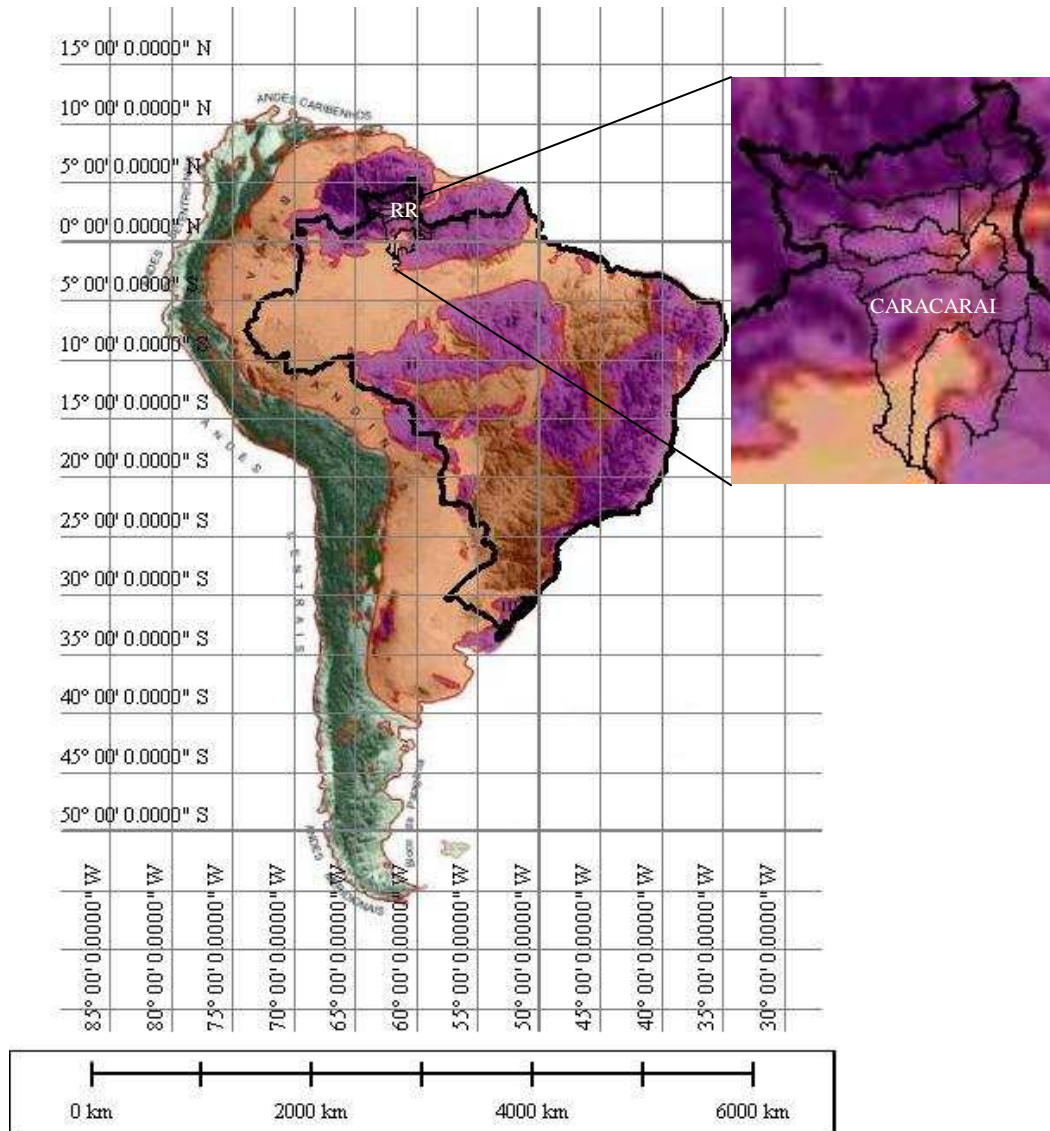 15° 00' 0.0000" N
10° 00' 0.0000" N
5° 00' 0.0000" N
0° 00' 0.0000" N
5° 00' 0.0000" S
10° 00' 0.0000" S
15° 00' 0.0000" S
20° 00' 0.0000" S
25° 00' 0.0000" S
30° 00' 0.0000" S
35° 00' 0.0000" S
40° 00' 0.0000" S
45° 00' 0.0000" S
50° 00' 0.0000" S
ANDES CARIBENHOS
RR
CARACARAI
ANDES
CENTRAIS
ANDES
85° 00' 0.0000" W
80° 00' 0.0000" W
75° 00' 0.0000" W
70° 00' 0.0000" W
65° 00' 0.0000" W
60° 00' 0.0000" W
55° 00' 0.0000" W
50° 00' 0.0000" W
45° 00' 0.0000" W
40° 00' 0.0000" W
35° 00' 0.0000" W
30° 00' 0.0000" W
0 km
2000 km
4000 km
6000 km